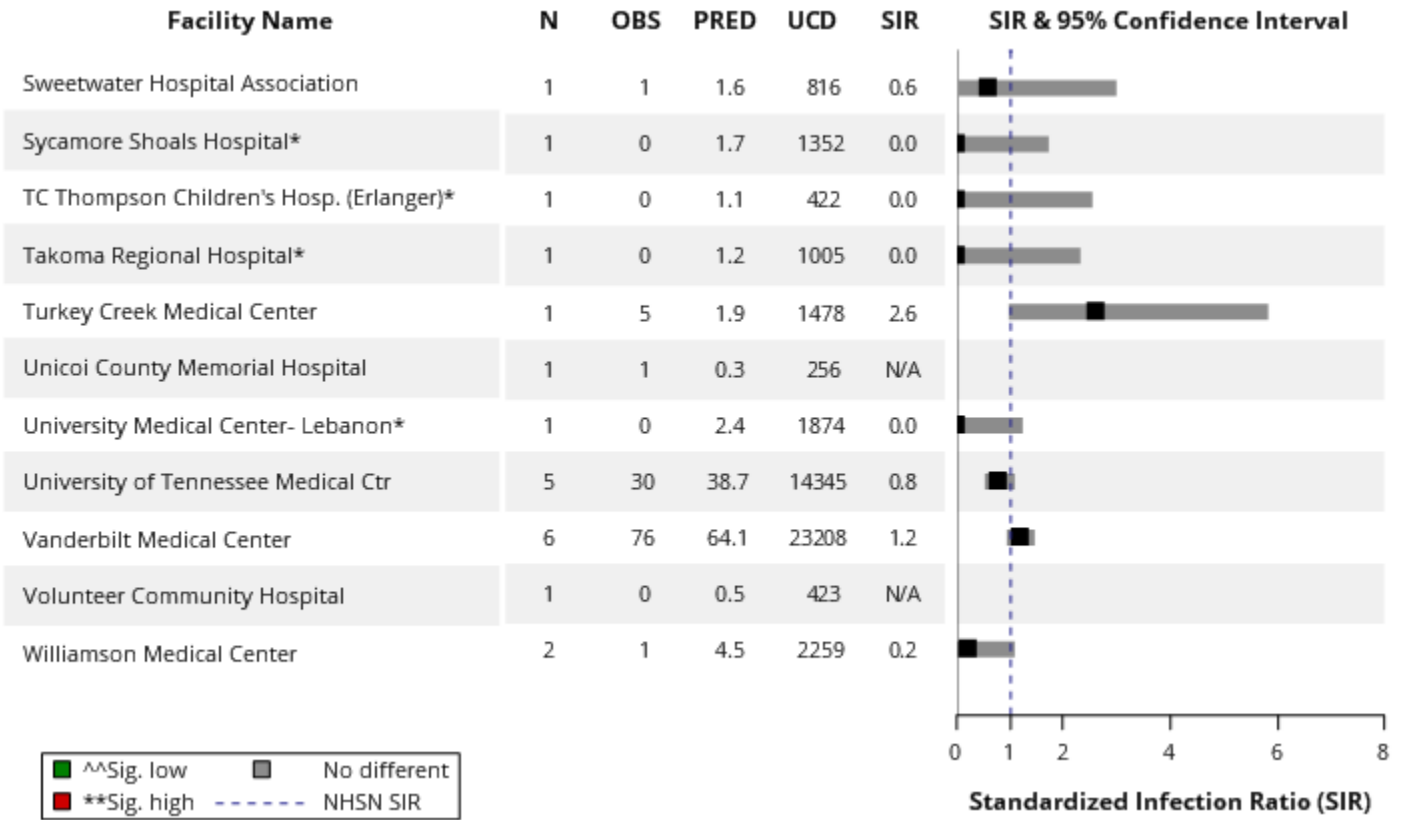 Facility Name N OBS PRED UCD SIR SIR & 95% Confidence Interval
Sweetwater Hospital Association 1 1 1.6 816 0.6
Sycamore Shoals Hospital* 1 0 1.7 1352 0.0
TC Thompson Children's Hosp. (Erlanger)* 1 0 1.1 422 0.0
Takoma Regional Hospital* 1 0 1.2 1005 0.0
Turkey Creek Medical Center 1 5 1.9 1478 2.6
Unicoi County Memorial Hospital 1 1 0.3 256 N/A
University Medical Center- Lebanon* 1 0 2.4 1874 0.0
University of Tennessee Medical Ctr 5 30 38.7 14345 0.8
Vanderbilt Medical Center 6 76 64.1 23208 1.2
Volunteer Community Hospital 1 0 0.5 423 N/A
Williamson Medical Center 2 1 4.5 2259 0.2
0 1 2 4 6 8
Standardized Infection Ratio (SIR)
^^Sig. low No different
**Sig. high NHSN SIR